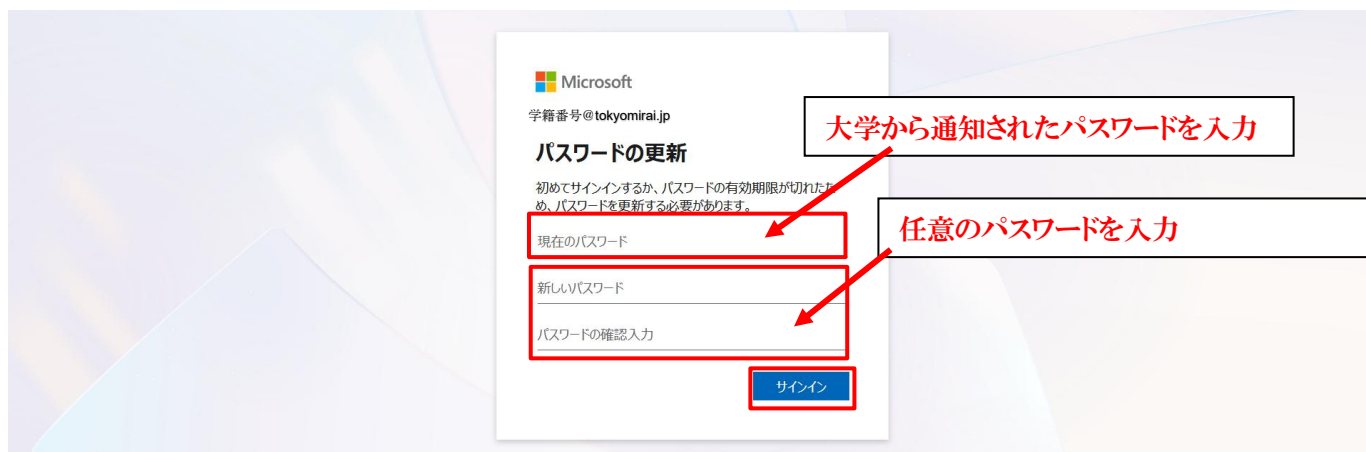 Microsoft
学籍番号@tokyomirai.jp
大学から通知されたパスワードを入力
パスワードの更新
初めてサインインするか、パスワードの有効期限が切れたた
め、パスワードを更新する必要があります。
現在のパスワード
任意のパスワードを入力
新しいパスワード
パスワードの確認入力
サインイン